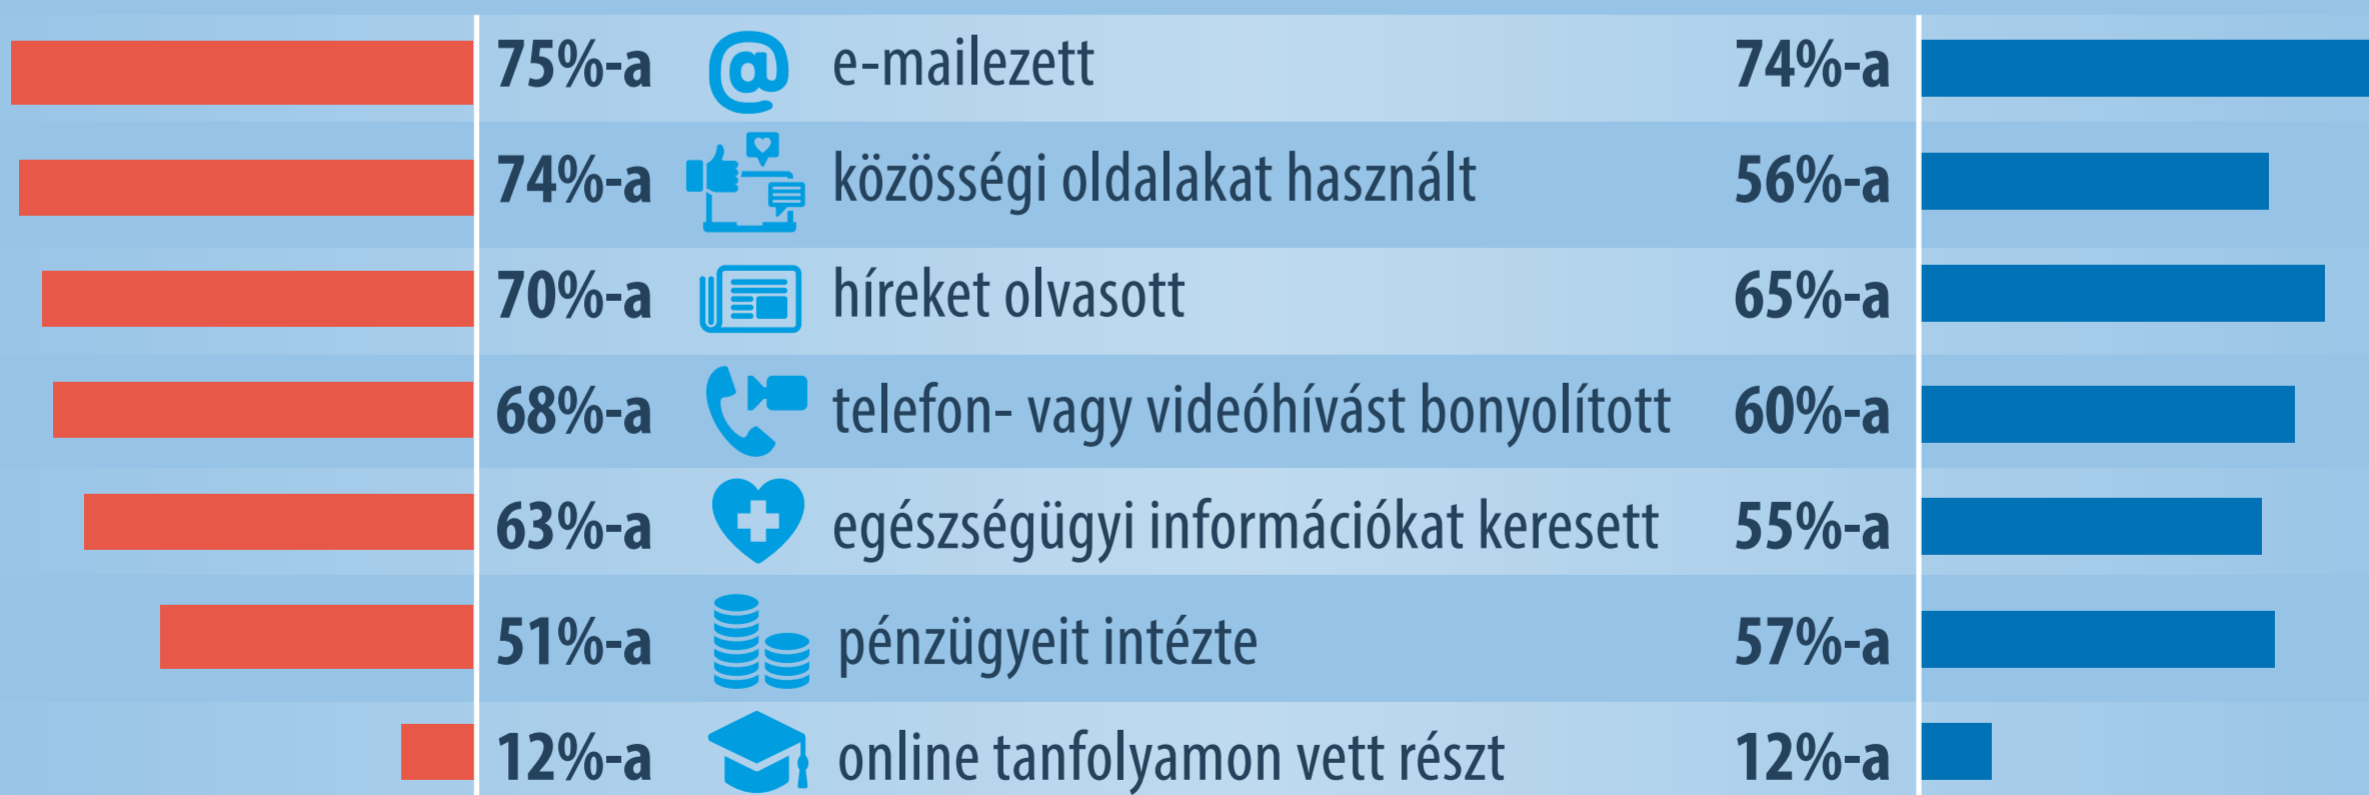 75%-a e-mailezett 74%-a
74%-a közösségi oldalakat használt 56%-a
70%-a híreket olvasott 65%-a
68%-a telefon- vagy videóhívást bonyolított 60%-a
63%-a egészségügyi információkat keresett 55%-a
51%-a pénzügyeit intézte 57%-a
12%-a online tanfolyamon vett részt 12%-a